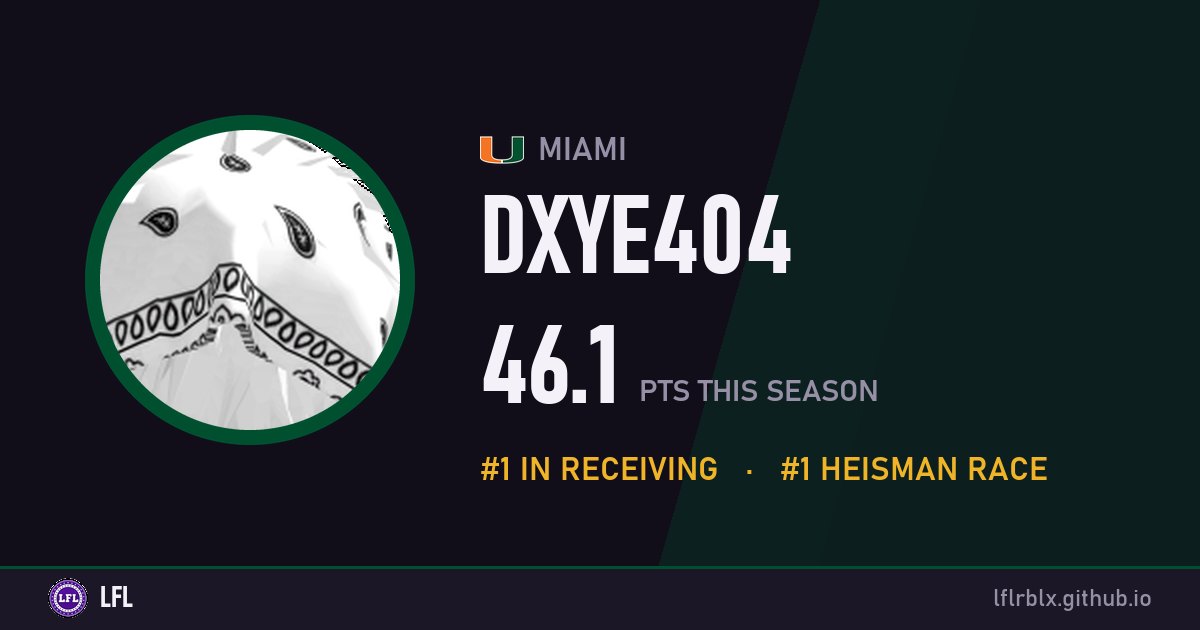 MIAMI
DXYE404
46.1 PTS THIS SEASON
#1 IN RECEIVING · #1 HEISMAN RACE
LFL LFL
lflrblx.github.io